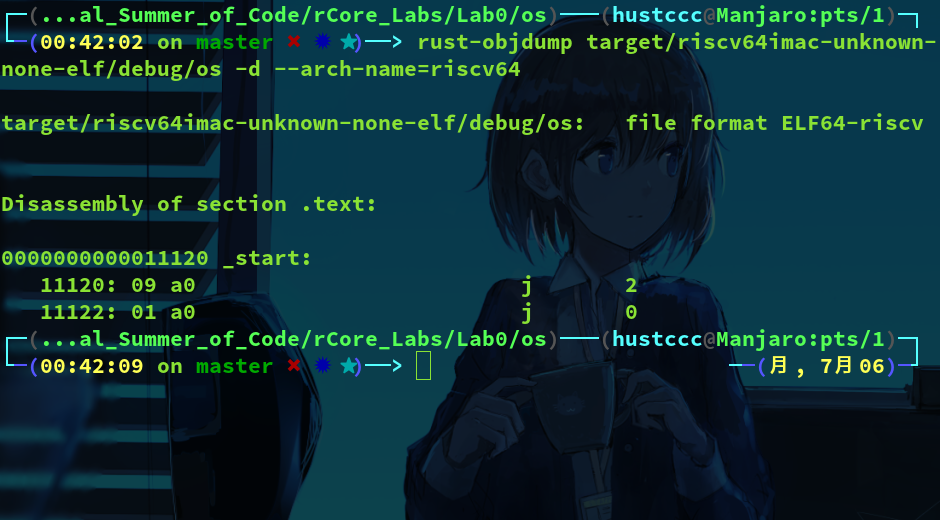 (...al_Summer_of_Code/rCore_Labs/Lab0/os)——(hustccc@Manjaro:pts/1)
(00:42:02 on master ✖ ✹ ★)—> rust-objdump target/riscv64imac-unknown-
none-elf/debug/os -d --arch-name=riscv64
target/riscv64imac-unknown-none-elf/debug/os:   file format ELF64-riscv
Disassembly of section .text:
0000000000011120 _start:
   11120: 09 a0                         j       2
   11122: 01 a0                         j       0
(...al_Summer_of_Code/rCore_Labs/Lab0/os)——(hustccc@Manjaro:pts/1)
(00:42:09 on master ✖ ✹ ★)—> —(月, 7月06)